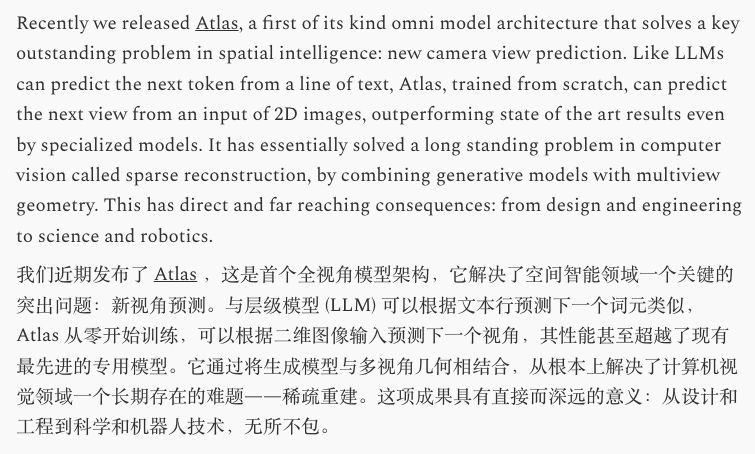 Recently we released Atlas, a first of its kind omni model architecture that solves a key
outstanding problem in spatial intelligence: new camera view prediction. Like LLMs
can predict the next token from a line of text, Atlas, trained from scratch, can predict
the next view from an input of 2D images, outperforming state of the art results even
by specialized models. It has essentially solved a long standing problem in computer
vision called sparse reconstruction, by combining generative models with multiview
geometry. This has direct and far reaching consequences: from design and engineering
to science and robotics.
我们近期发布了 Atlas ，这是首个全视角模型架构，它解决了空间智能领域一个关键的
突出问题：新视角预测。与层级模型 (LLM) 可以根据文本行预测下一个词元类似，
Atlas 从零开始训练，可以根据二维图像输入预测下一个视角，其性能甚至超越了现有
最先进的专用模型。它通过将生成模型与多视角几何相结合，从根本上解决了计算机视
觉领域一个长期存在的难题——稀疏重建。这项成果具有直接而深远的意义：从设计和
工程到科学和机器人技术，无所不包。